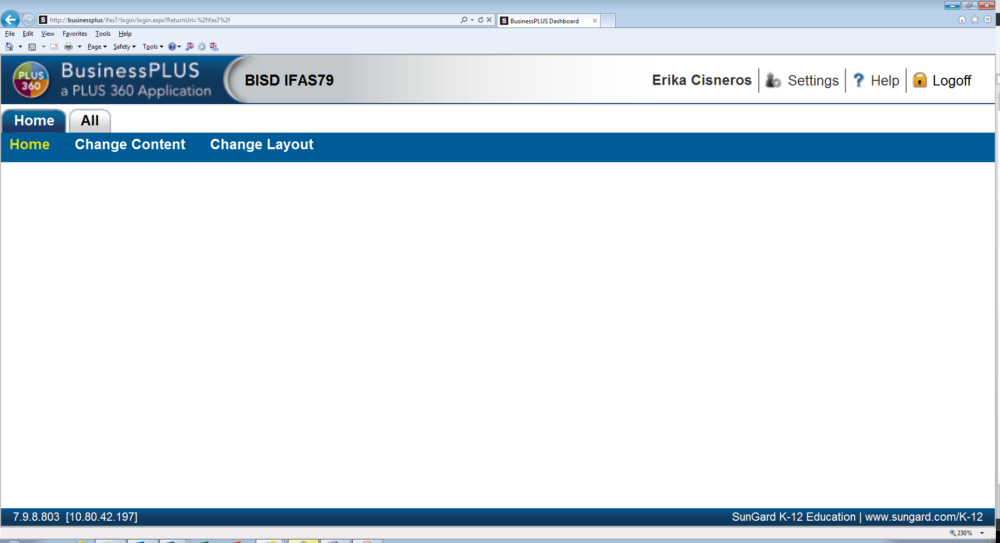 http://businessplus/ifas7/login/login.aspx?ReturnUrl=%2fifas7%2f
S BusinessPLUS Dashboard
File Edit View Favorites Tools Help
Page Safety Tools
PLUS 360
BusinessPLUS
a PLUS 360 Application
BISD IFAS79
Erika Cisneros Settings ? Help Logoff
Home All
Home Change Content Change Layout
7.9.8.803 [10.80.42.197]
SunGard K-12 Education | www.sungard.com/K-12
230%